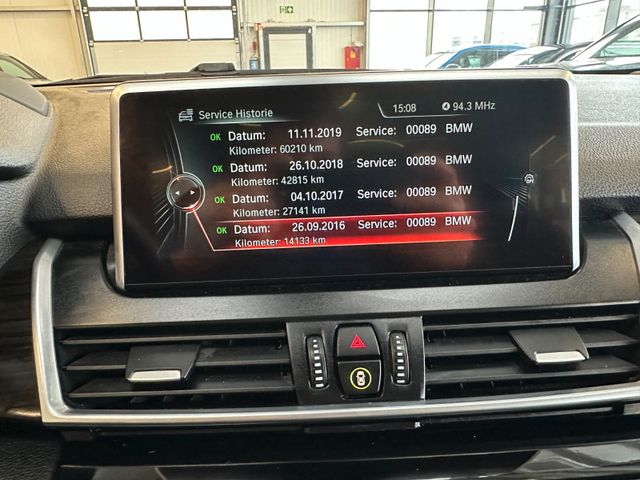 Service Historie 15:08 94.3 MHz
OK Datum: 11.11.2019 Service: 00089 BMW
Kilometer: 60210 km
OK Datum: 26.10.2018 Service: 00089 BMW
Kilometer: 42815 km
OK Datum: 04.10.2017 Service: 00089 BMW
Kilometer: 27141 km
OK Datum: 26.09.2016 Service: 00089 BMW
Kilometer: 14133 km